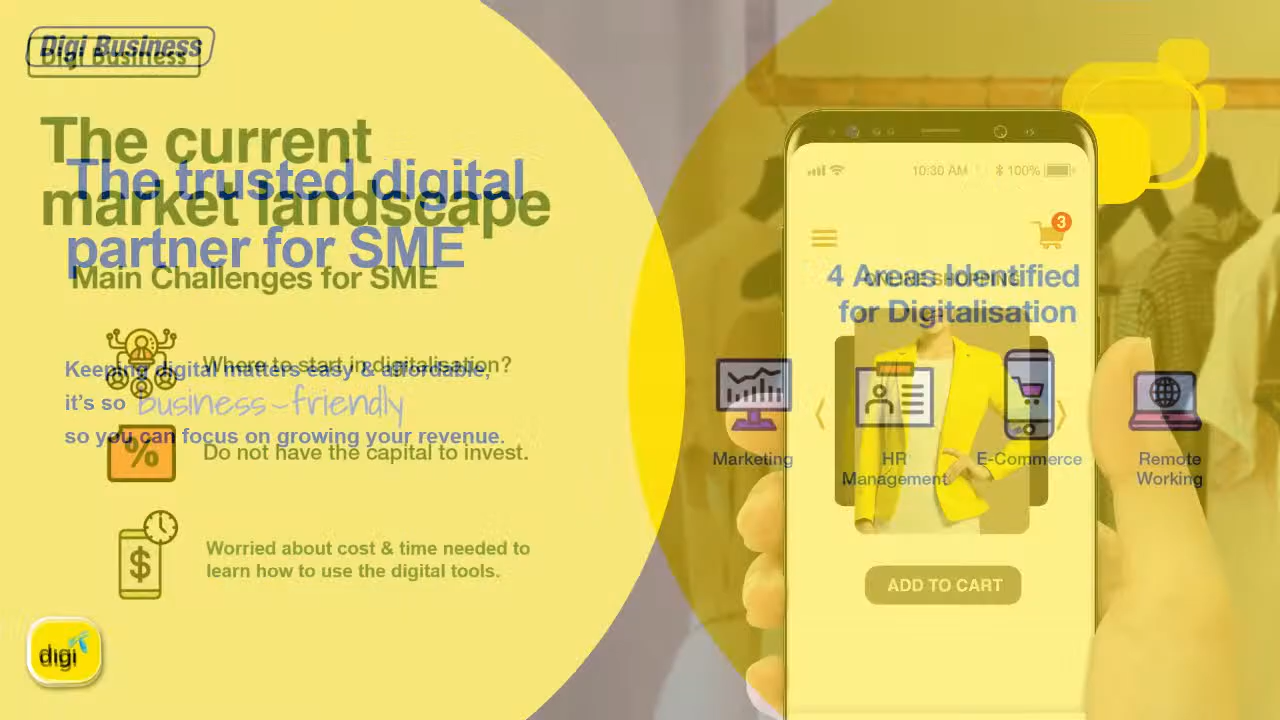 Digi Business
Digi Business
The current
market landscape
Main Challenges for SME
Where to start in digitalisation?
Do not have the capital to invest.
Worried about cost & time needed to
learn how to use the digital tools.
%
$
The trusted digital
partner for SME
Keeping digital matters easy & affordable,
it's so business-friendly
so you can focus on growing your revenue.
digi
10:30 AM 100%
3
ONLINE SHOPPING
ADD TO CART
4 Areas Identified
for Digitalisation
Marketing
HR
Management
E-Commerce
Remote
Working